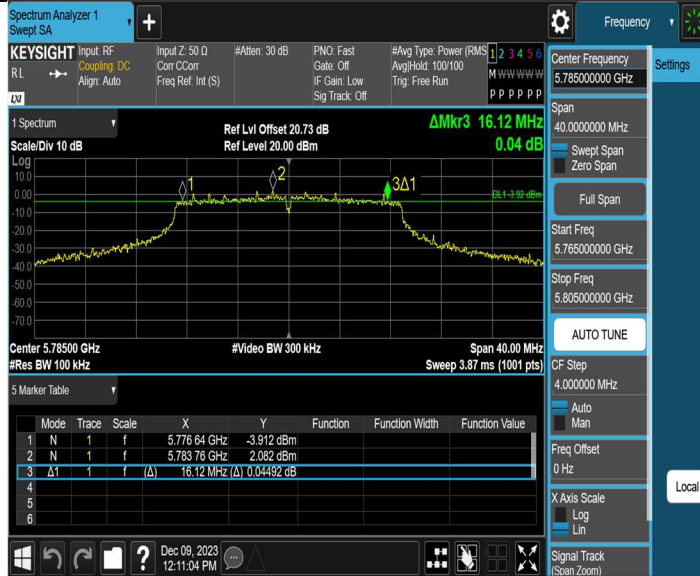 Spectrum Analyzer 1
Swept SA
+
Frequency
KEYSIGHT
RL
LXI
Input: RF
Coupling: DC
Align: Auto
Input Z: 50 Ω
Corr CCorr
Freq Ref: Int (S)
#Atten: 30 dB
PNO: Fast
Gate: Off
IF Gain: Low
Sig Track: Off
#Avg Type: Power (RMS
Avg|Hold: 100/100
Trig: Free Run
1 2 3 4 5 6
M W W W W W
P P P P P P
1 Spectrum
Scale/Div 10 dB
Ref Lvl Offset 20.73 dB
Ref Level 20.00 dBm
ΔMkr3 16.12 MHz
0.04 dB
Log
10.0
0.00
-10.0
-20.0
-30.0
-40.0
-50.0
-60.0
-70.0
1
2
3Δ1
DL1 -3.92 dBm
Center 5.78500 GHz
#Video BW 300 kHz
Span 40.00 MHz
#Res BW 100 kHz
Sweep 3.87 ms (1001 pts)
5 Marker Table
Mode Trace Scale X Y Function Function Width Function Value
1 N 1 f 5.776 64 GHz -3.912 dBm
2 N 1 f 5.783 76 GHz 2.082 dBm
3 Δ1 1 f (Δ) 16.12 MHz (Δ) 0.04492 dB
4
5
6
?
Dec 09, 2023
12:11:04 PM
Center Frequency
5.785000000 GHz
Span
40.0000000 MHz
Swept Span
Zero Span
Full Span
Start Freq
5.765000000 GHz
Stop Freq
5.805000000 GHz
AUTO TUNE
CF Step
4.000000 MHz
Auto
Man
Freq Offset
0 Hz
X Axis Scale
Log
Lin
Signal Track
(Span Zoom)
Settings
Local